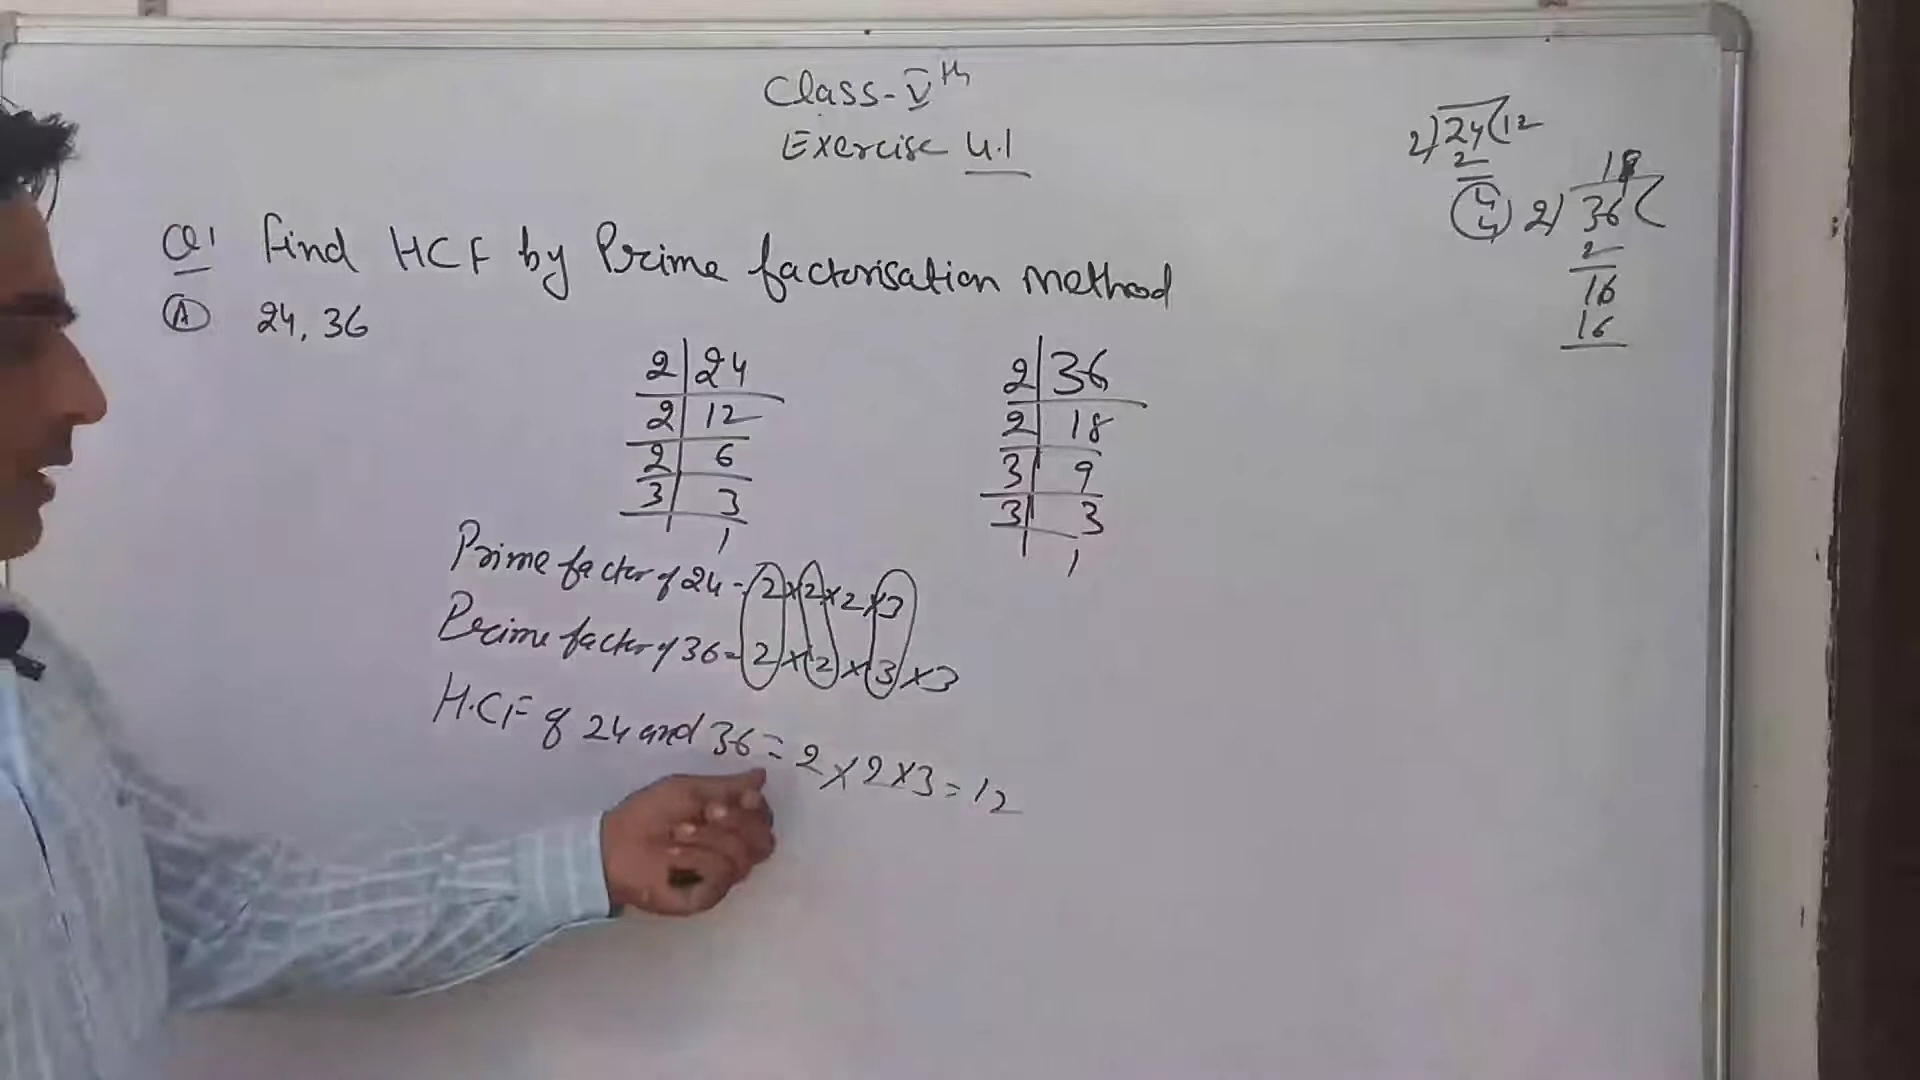 Class-Vth
Exercise 4.1
Q1 find HCF by Prime factorisation method
A 24, 36
2 | 24
2 | 12
2 | 6
3 | 3
1
2 | 36
2 | 18
3 | 9
3 | 3
1
Prime factor of 24 = 2×2×2×3
Prime factor of 36 = 2×2×3×3
H.C.F of 24 and 36 = 2×2×3 = 12
2)24(12
2
4
4
18
2)36(
2
16
16